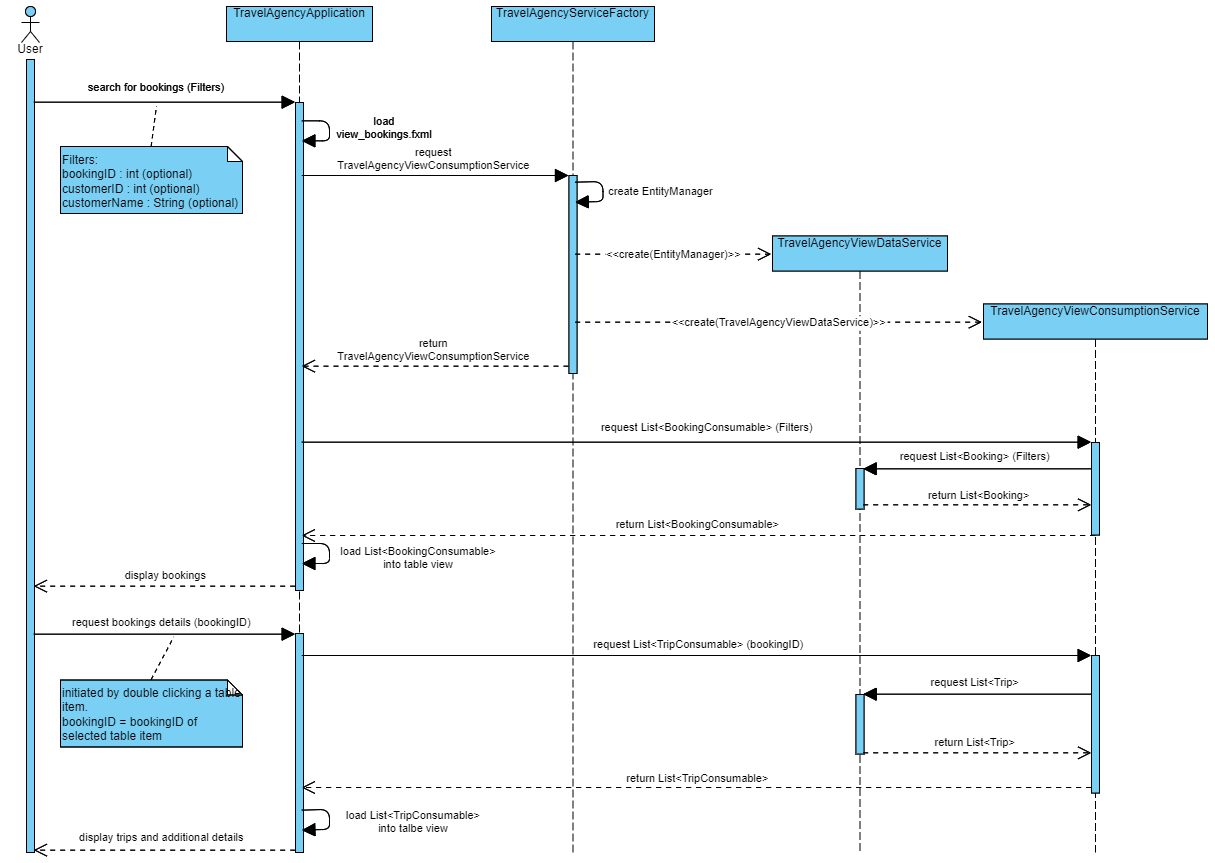 TravelAgencyApplication
TravelAgencyServiceFactory
User
search for bookings (Filters)
load
view_bookings.fxml
request
TravelAgencyViewConsumptionService
Filters:
bookingID : int (optional)
customerID : int (optional)
customerName : String (optional)
create EntityManager
TravelAgencyViewDataService
<<create(EntityManager)>>
TravelAgencyViewConsumptionService
<<create(TravelAgencyViewDataService)>>
return
TravelAgencyViewConsumptionService
request List<BookingConsumable> (Filters)
request List<Booking> (Filters)
return List<Booking>
return List<BookingConsumable>
load List<BookingConsumable>
into table view
display bookings
request bookings details (bookingID)
request List<TripConsumable> (bookingID)
initiated by double clicking a table
item.
bookingID = bookingID of
selected table item
request List<Trip>
return List<Trip>
return List<TripConsumable>
load List<TripConsumable>
into talbe view
display trips and additional details